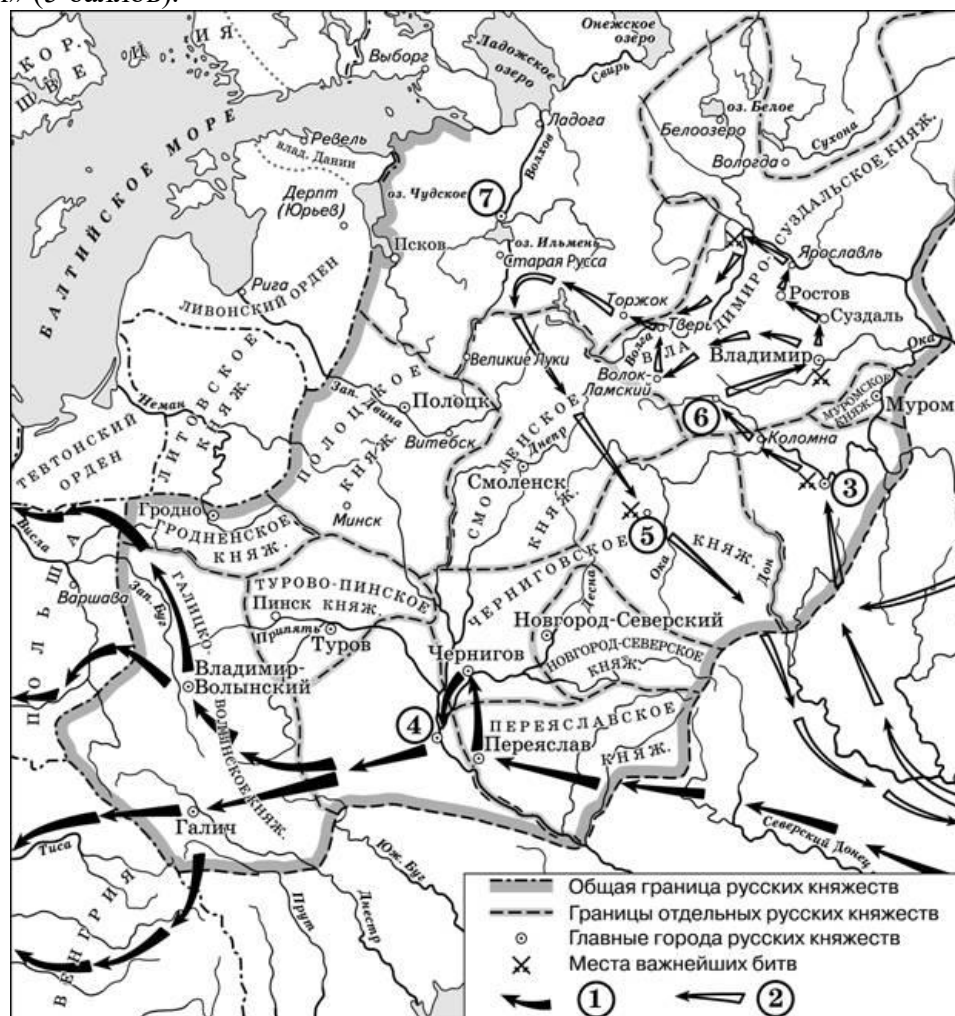 (5 баллов).
КОР. ШВЕЦИЯ
БАЛТИЙСКОЕ МОРЕ
Выборг
Ладожское озеро
Онежское озеро
Свирь
оз. Белое
Белоозеро
Сухона
Вологда
Ладога
Волхов
Ревель
влад. Дании
Дерпт
(Юрьев)
оз. Чудское
7
Псков
оз. Ильмень
Старая Русса
ВЛАДИМИРО-СУЗДАЛЬСКОЕ КНЯЖ.
Ярославль
Ростов
Суздаль
Торжок
Тверь
Волга
Волок-
Ламский
Владимир
Ока
Рига
ЛИВОНСКИЙ ОРДЕН
Великие Луки
Зап. Двина
ПОЛОЦКОЕ КНЯЖ.
Полоцк
Витебск
Неман
ЛИТОВСКОЕ КНЯЖ.
ТЕВТОНСКИЙ ОРДЕН
МУРОМСКОЕ КНЯЖ.
Муром
6
Коломна
3
СМОЛЕНСКОЕ КНЯЖ.
Днепр
Смоленск
Минск
Гродно
ГРОДНЕНСКОЕ КНЯЖ.
5
Ока
Дон
ЧЕРНИГОВСКОЕ КНЯЖ.
Десна
Висла
Варшава
Зап. Буг
ПОЛЬША
ГАЛИЦКО-ВОЛЫНСКОЕ КНЯЖ.
ТУРОВО-ПИНСКОЕ КНЯЖ.
Пинск
Припять
Туров
Новгород-Северский
НОВГОРОД-СЕВЕРСКОЕ КНЯЖ.
Чернигов
Владимир-
Волынский
4
ПЕРЕЯСЛАВСКОЕ КНЯЖ.
Переяслав
Галич
Тиса
ВЕНГРИЯ
Северский Донец
Юж. Буг
Прут
Днестр
Общая граница русских княжеств
Границы отдельных русских княжеств
Главные города русских княжеств
Места важнейших битв
1 2